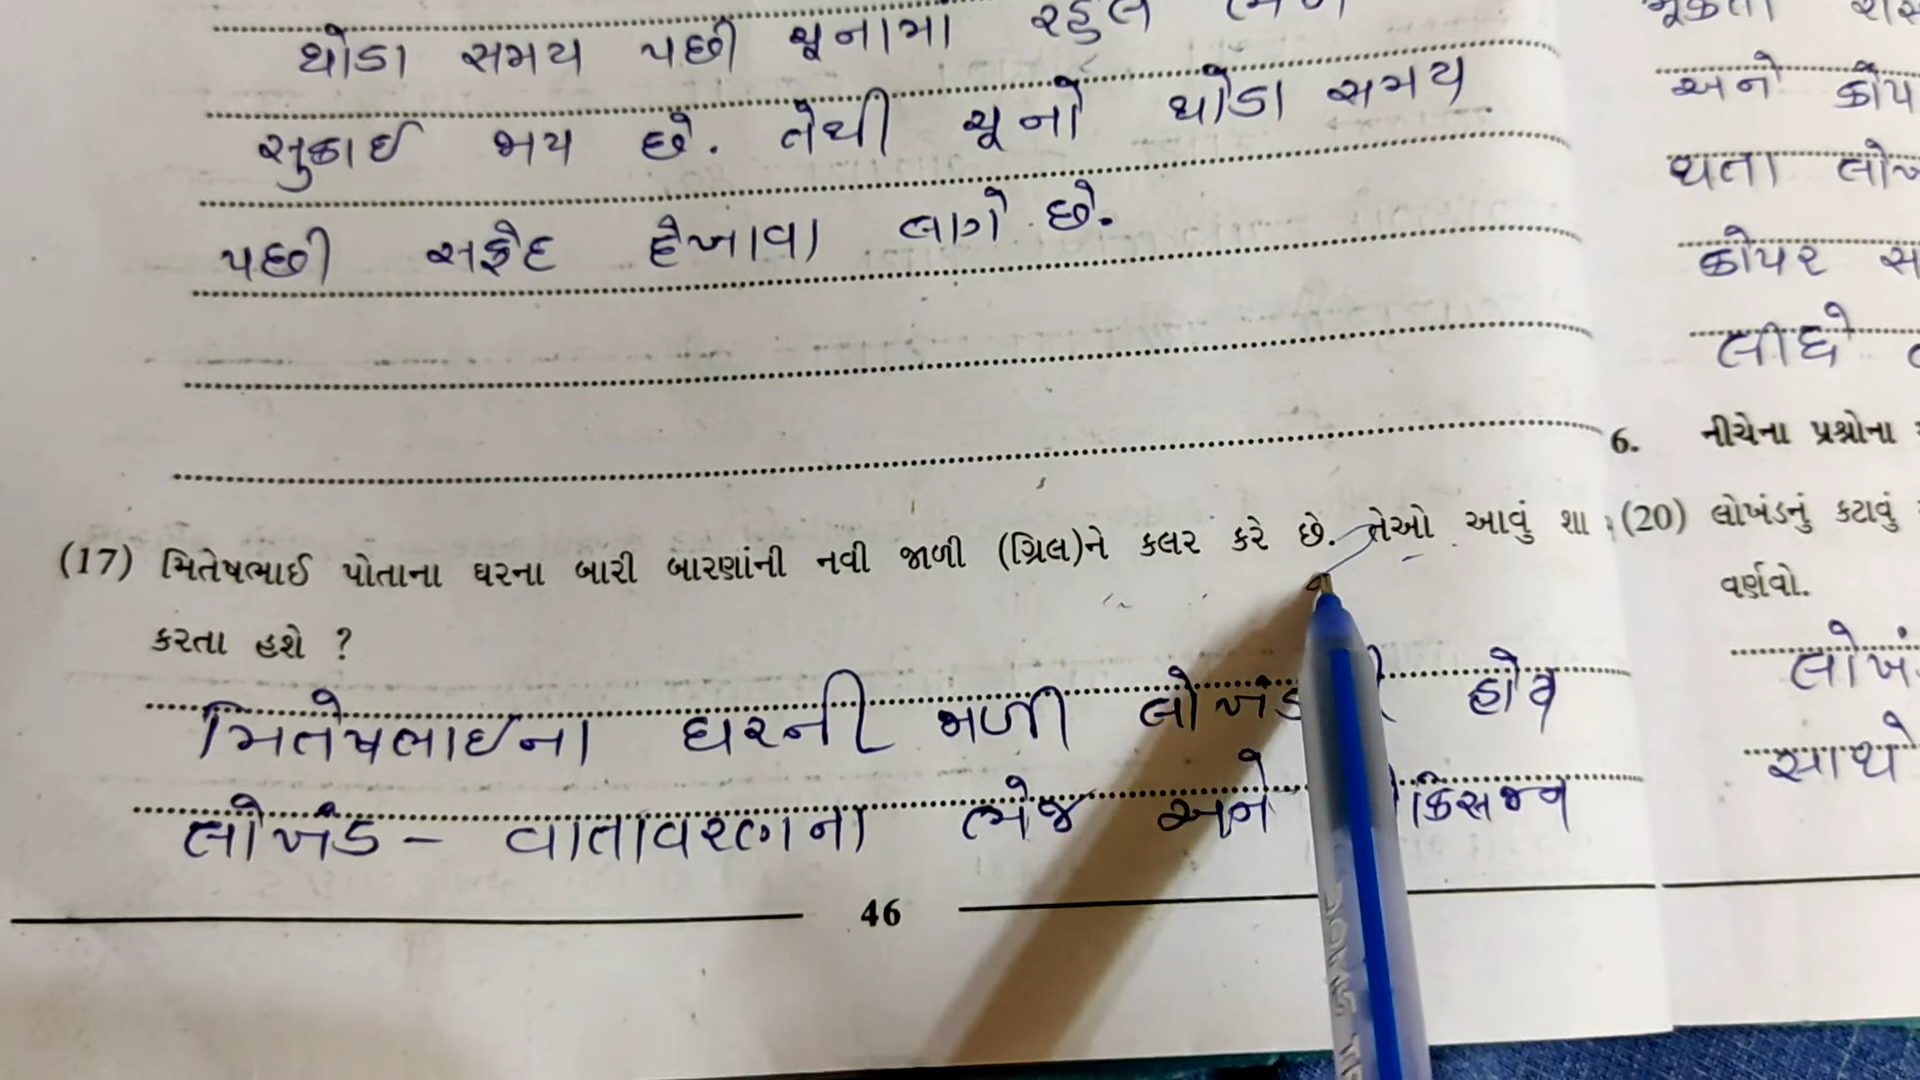 થોડા સમય પછી ચૂનામાં રહેલ
સુકાઈ જાય છે. તેથી ચૂનો થોડા સમય
પછી સફેદ દેખાવા લાગે છે.
(17) મિતેષભાઈ પોતાના ઘરના બારી બારણાંની નવી જાળી (ગ્રિલ)ને કલર કરે છે. તેઓ આવું શા
કરતા હશે ?
મિતેષભાઈના ઘરની જાળી હોય
લોખંડ - વાતાવરણના ભેજ અને
46
અને કોપ
થતા
કોપર સ
લીધે
6. નીચેના પ્રશ્નોના
(20) લોખંડનું કટાવું
વર્ણવો.
સાથે